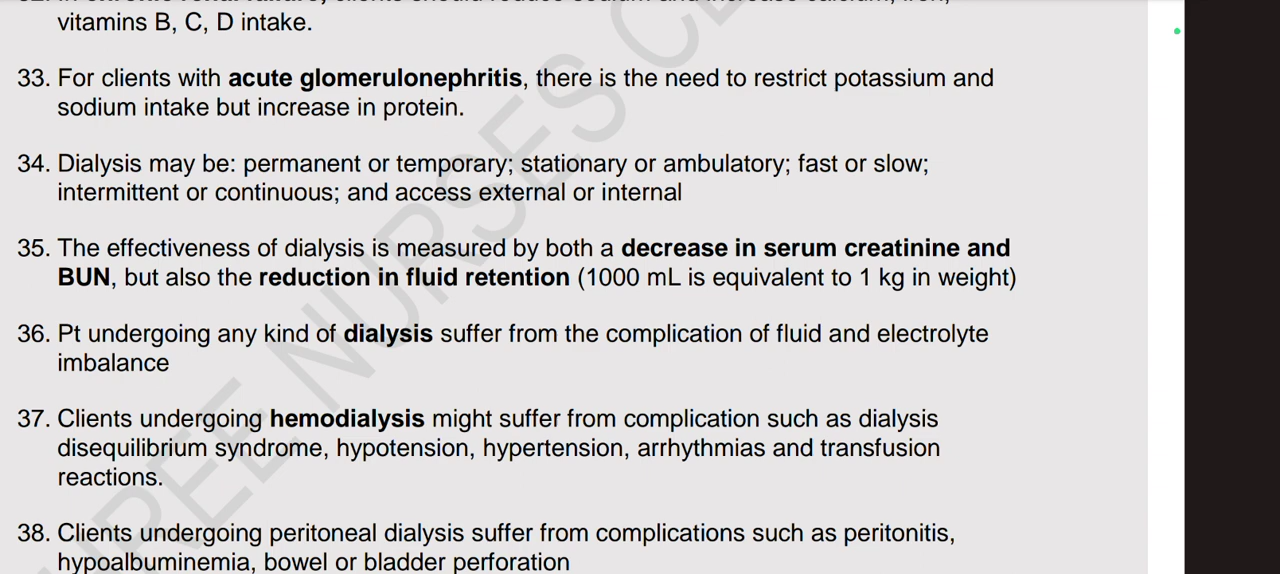 vitamins B, C, D intake.
33. For clients with acute glomerulonephritis, there is the need to restrict potassium and
sodium intake but increase in protein.
34. Dialysis may be: permanent or temporary; stationary or ambulatory; fast or slow;
intermittent or continuous; and access external or internal
35. The effectiveness of dialysis is measured by both a decrease in serum creatinine and
BUN, but also the reduction in fluid retention (1000 mL is equivalent to 1 kg in weight)
36. Pt undergoing any kind of dialysis suffer from the complication of fluid and electrolyte
imbalance
37. Clients undergoing hemodialysis might suffer from complication such as dialysis
disequilibrium syndrome, hypotension, hypertension, arrhythmias and transfusion
reactions.
38. Clients undergoing peritoneal dialysis suffer from complications such as peritonitis,
hypoalbuminemia, bowel or bladder perforation
NURSES